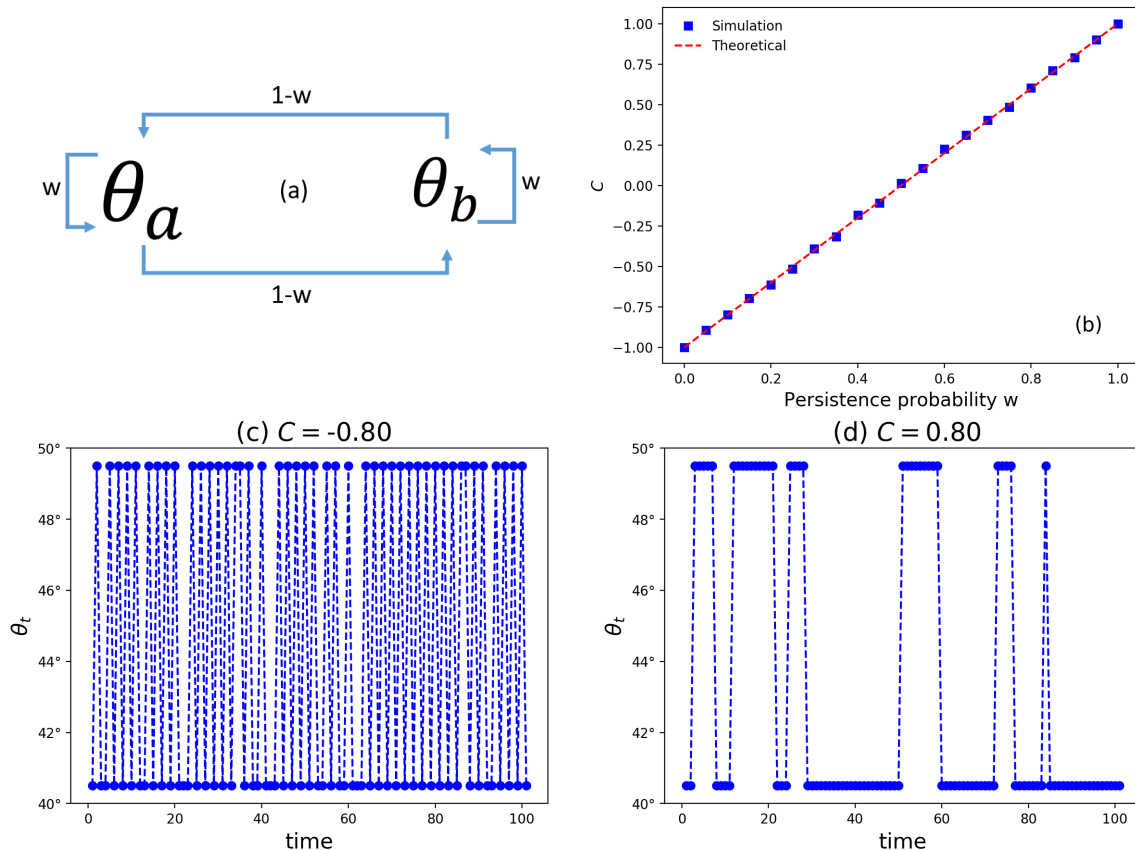 1-w
w
θa
(a)
θb
w
1-w
Simulation
Theoretical
1.00
0.75
0.50
0.25
0.00
−0.25
−0.50
−0.75
−1.00
C
(b)
0.0 0.2 0.4 0.6 0.8 1.0
Persistence probability w
(c) C = -0.80
50°
48°
46°
44°
42°
40°
θt
0 20 40 60 80 100
time
(d) C = 0.80
50°
48°
46°
44°
42°
40°
θt
0 20 40 60 80 100
time